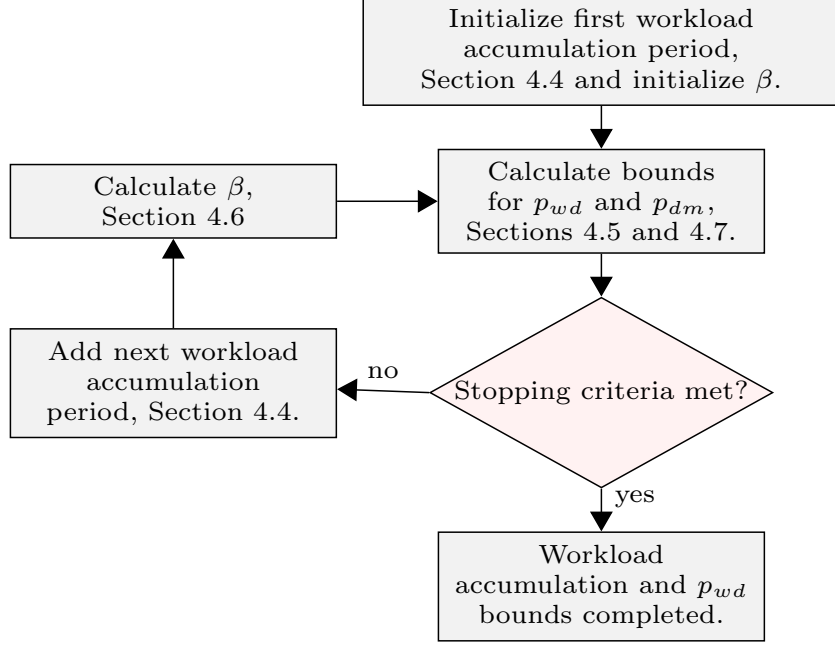 Initialize first workload
accumulation period,
Section 4.4 and initialize β.
Calculate bounds
for p_wd and p_dm,
Sections 4.5 and 4.7.
Calculate β,
Section 4.6
Stopping criteria met?
no
Add next workload
accumulation
period, Section 4.4.
yes
Workload
accumulation and p_wd
bounds completed.